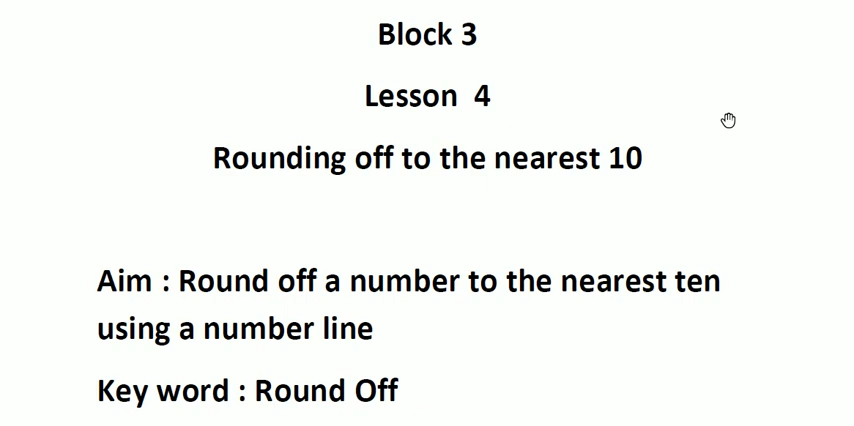 Block 3
Lesson 4
Rounding off to the nearest 10
Aim : Round off a number to the nearest ten
using a number line
Key word : Round Off